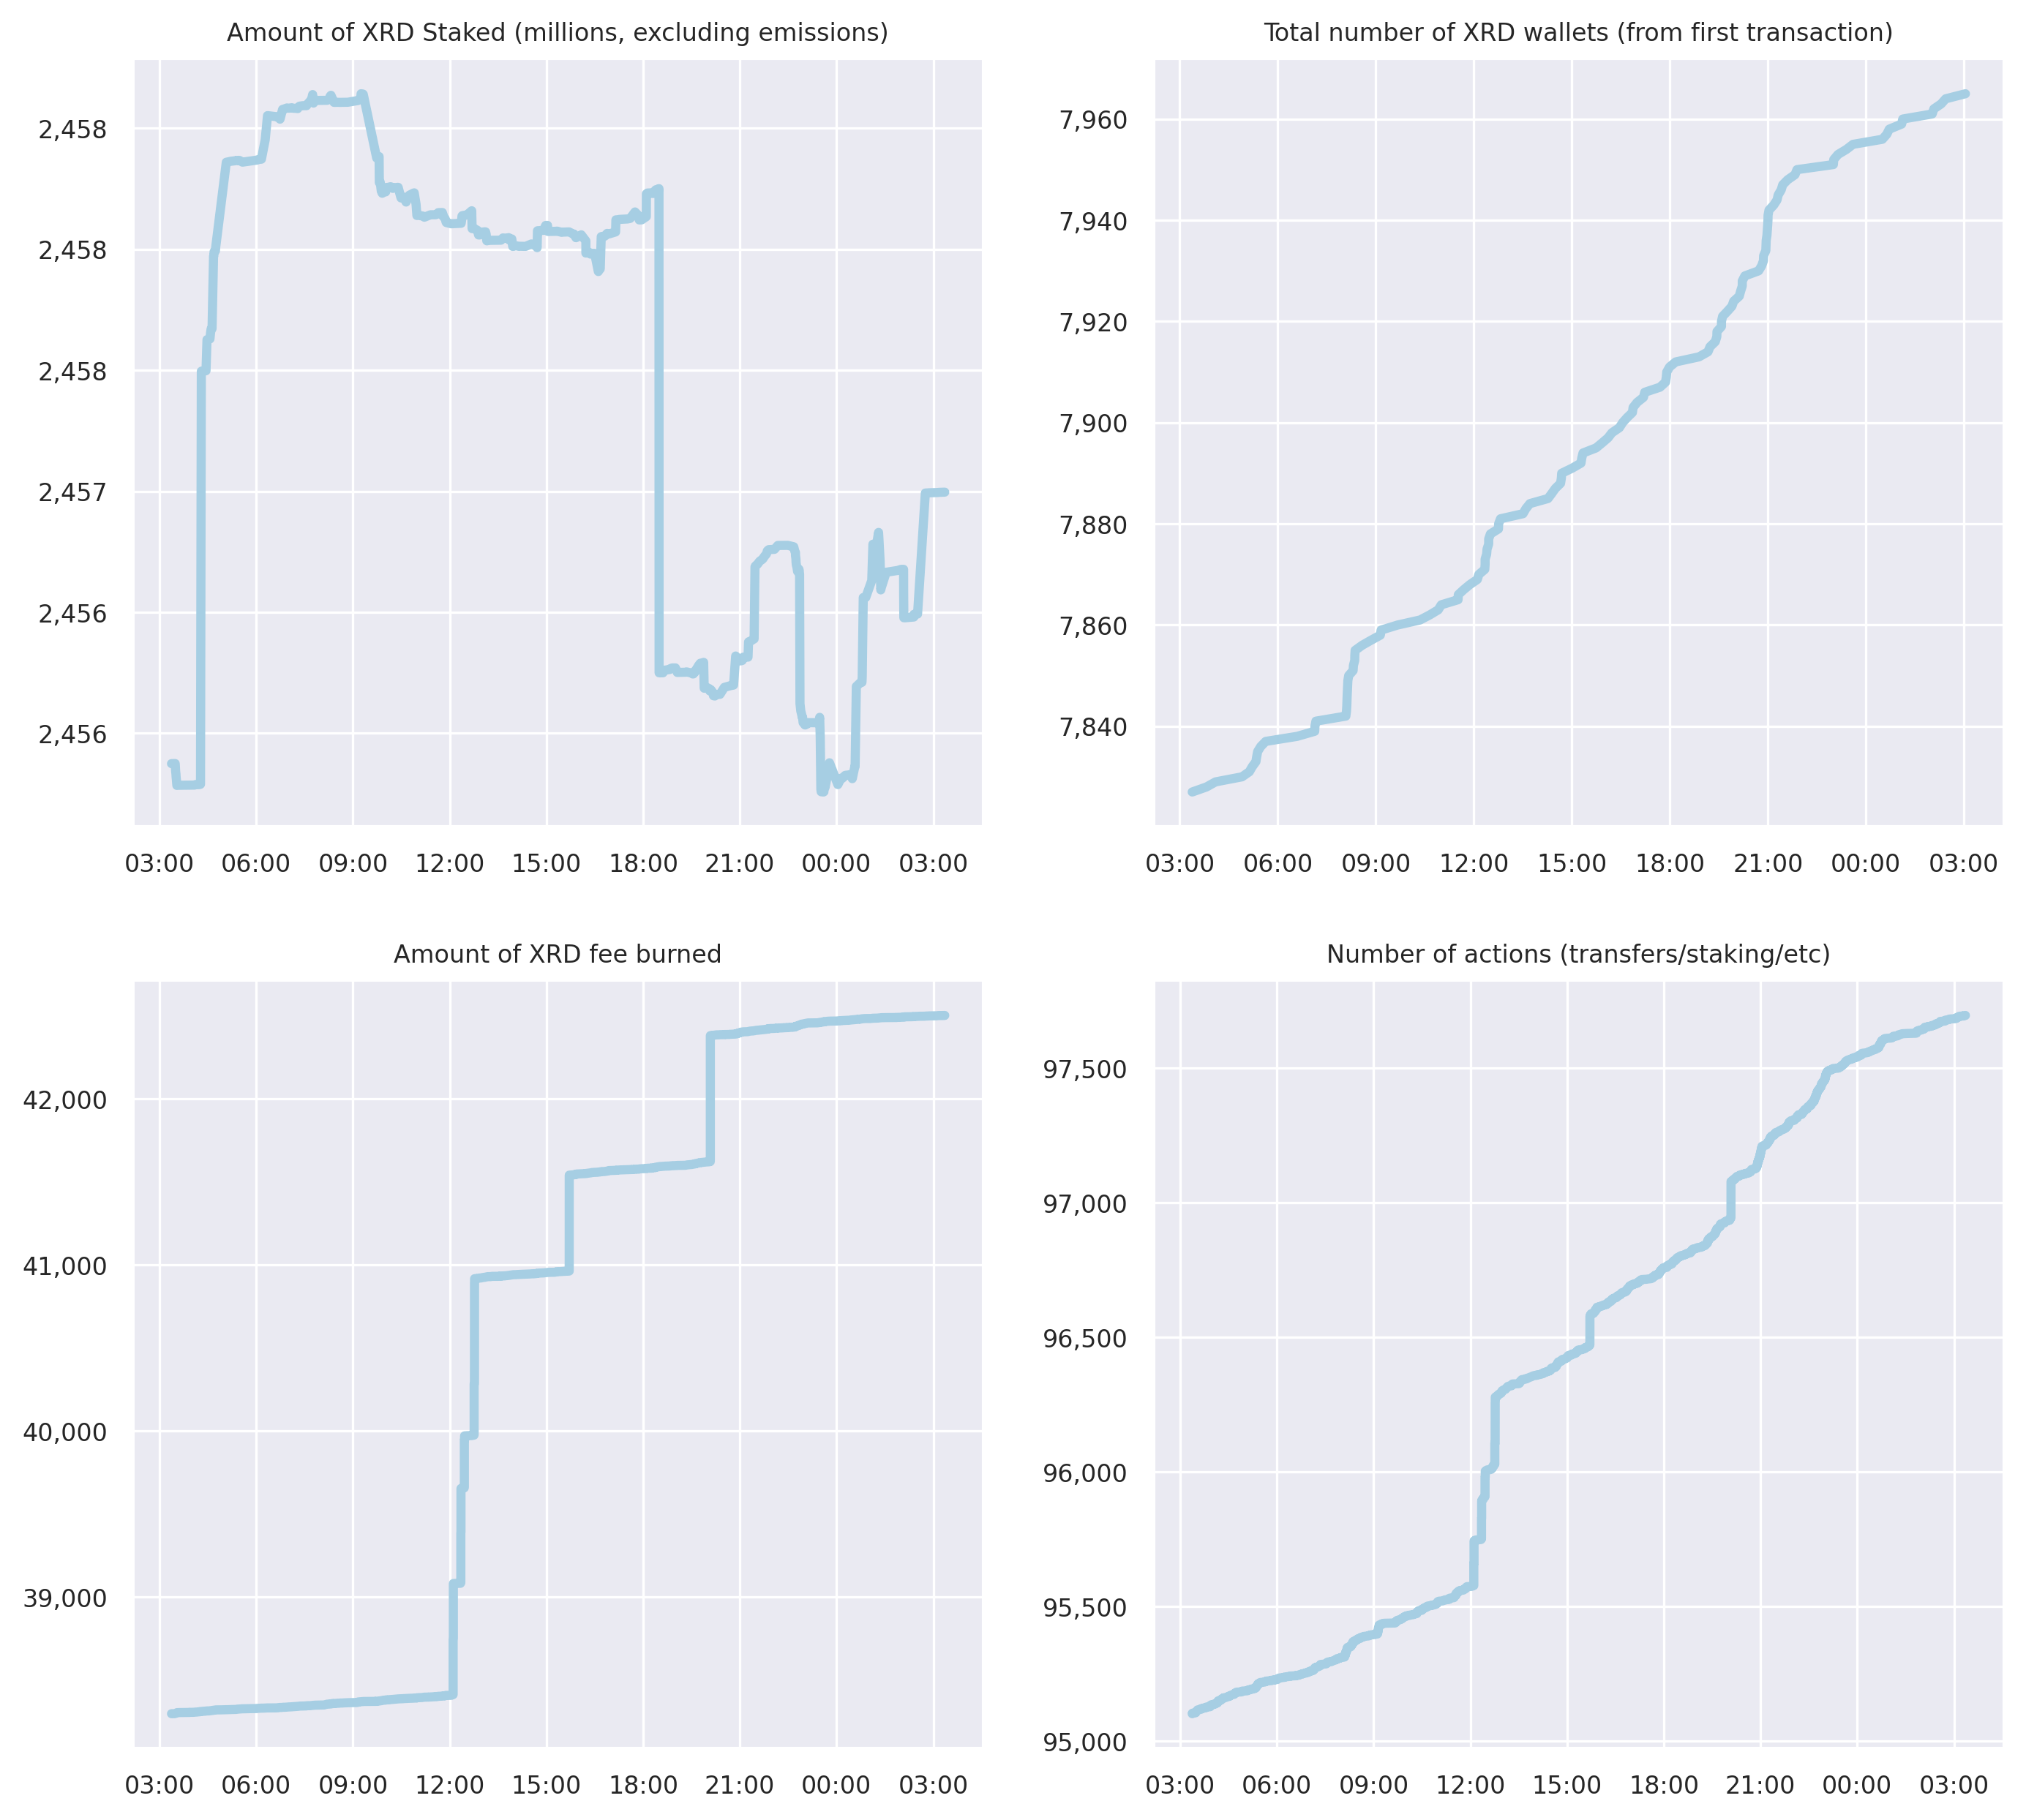 Amount of XRD Staked (millions, excluding emissions)
2,458
2,458
2,458
2,457
2,456
2,456
03:00 06:00 09:00 12:00 15:00 18:00 21:00 00:00 03:00
Total number of XRD wallets (from first transaction)
7,960
7,940
7,920
7,900
7,880
7,860
7,840
03:00 06:00 09:00 12:00 15:00 18:00 21:00 00:00 03:00
Amount of XRD fee burned
42,000
41,000
40,000
39,000
03:00 06:00 09:00 12:00 15:00 18:00 21:00 00:00 03:00
Number of actions (transfers/staking/etc)
97,500
97,000
96,500
96,000
95,500
95,000
03:00 06:00 09:00 12:00 15:00 18:00 21:00 00:00 03:00